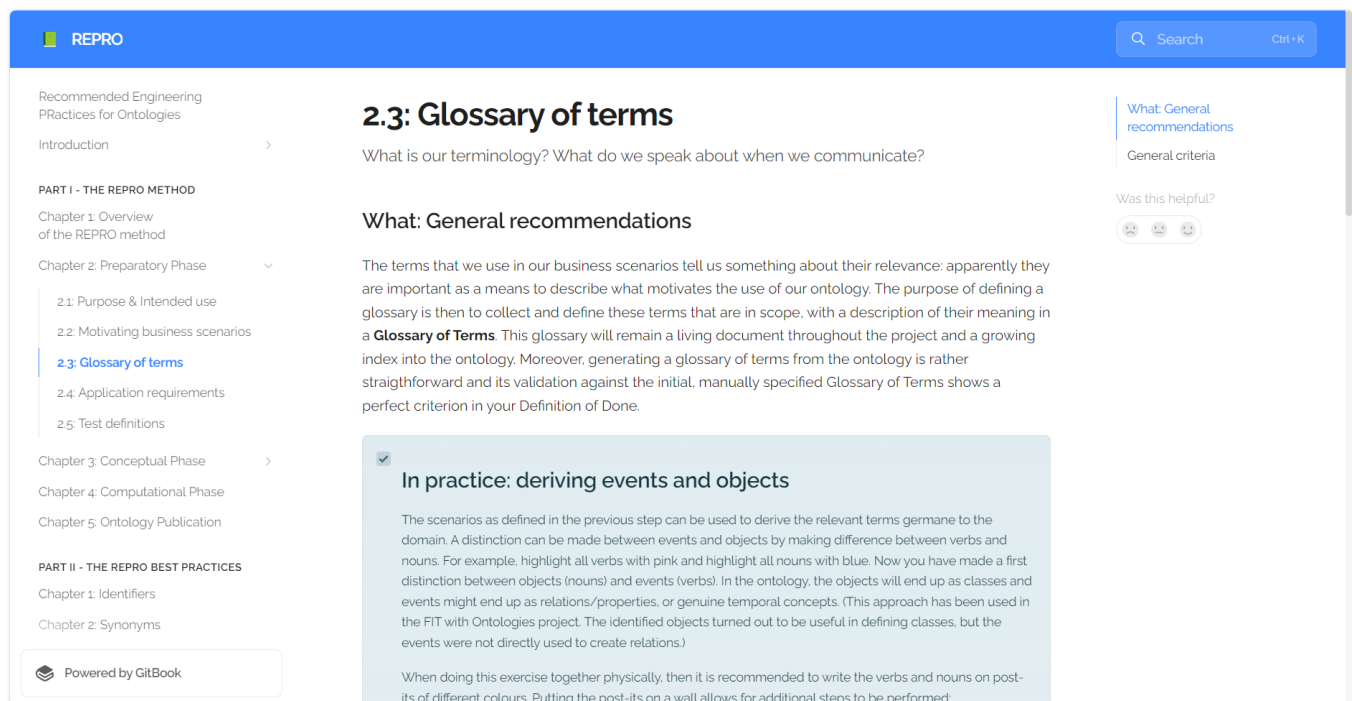 REPRO
Search
Ctrl+K
Recommended Engineering
PRactices for Ontologies
Introduction
PART I - THE REPRO METHOD
Chapter 1: Overview
of the REPRO method
Chapter 2: Preparatory Phase
2.1: Purpose & Intended use
2.2: Motivating business scenarios
2.3: Glossary of terms
2.4: Application requirements
2.5: Test definitions
Chapter 3: Conceptual Phase
Chapter 4: Computational Phase
Chapter 5: Ontology Publication
PART II - THE REPRO BEST PRACTICES
Chapter 1: Identifiers
Chapter 2: Synonyms
Powered by GitBook
2.3: Glossary of terms
What is our terminology? What do we speak about when we communicate?
What: General recommendations
The terms that we use in our business scenarios tell us something about their relevance: apparently they
are important as a means to describe what motivates the use of our ontology. The purpose of defining a
glossary is then to collect and define these terms that are in scope, with a description of their meaning in
a Glossary of Terms. This glossary will remain a living document throughout the project and a growing
index into the ontology. Moreover, generating a glossary of terms from the ontology is rather
straigthforward and its validation against the initial, manually specified Glossary of Terms shows a
perfect criterion in your Definition of Done.
In practice: deriving events and objects
The scenarios as defined in the previous step can be used to derive the relevant terms germane to the
domain. A distinction can be made between events and objects by making difference between verbs and
nouns. For example, highlight all verbs with pink and highlight all nouns with blue. Now you have made a first
distinction between objects (nouns) and events (verbs). In the ontology, the objects will end up as classes and
events might end up as relations/properties, or genuine temporal concepts. (This approach has been used in
the FIT with Ontologies project. The identified objects turned out to be useful in defining classes, but the
events were not directly used to create relations.)
When doing this exercise together physically, then it is recommended to write the verbs and nouns on post-
its of different colours. Putting the post-its on a wall allows for additional steps to be performed:
What: General
recommendations
General criteria
Was this helpful?